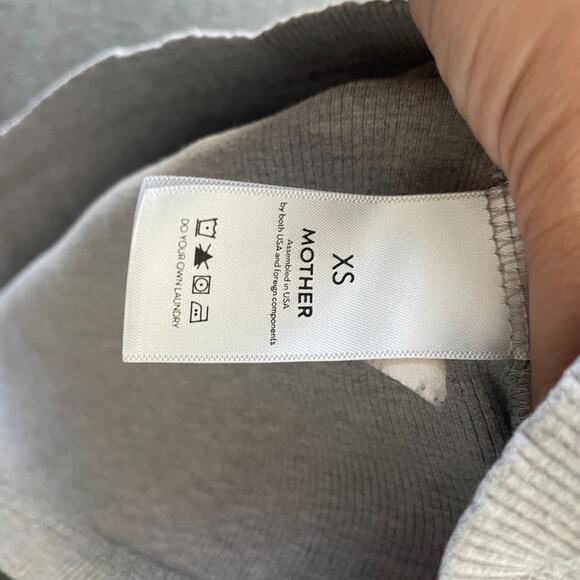 XS
MOTHER
Assembled in USA
by both USA and foreign components
DO YOUR OWN LAUNDRY